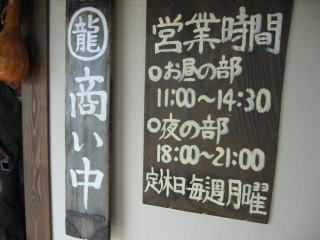 龍
商い中
営業時間
○お昼の部
11:00〜14:30
○夜の部
18:00〜21:00
定休日・毎週月曜